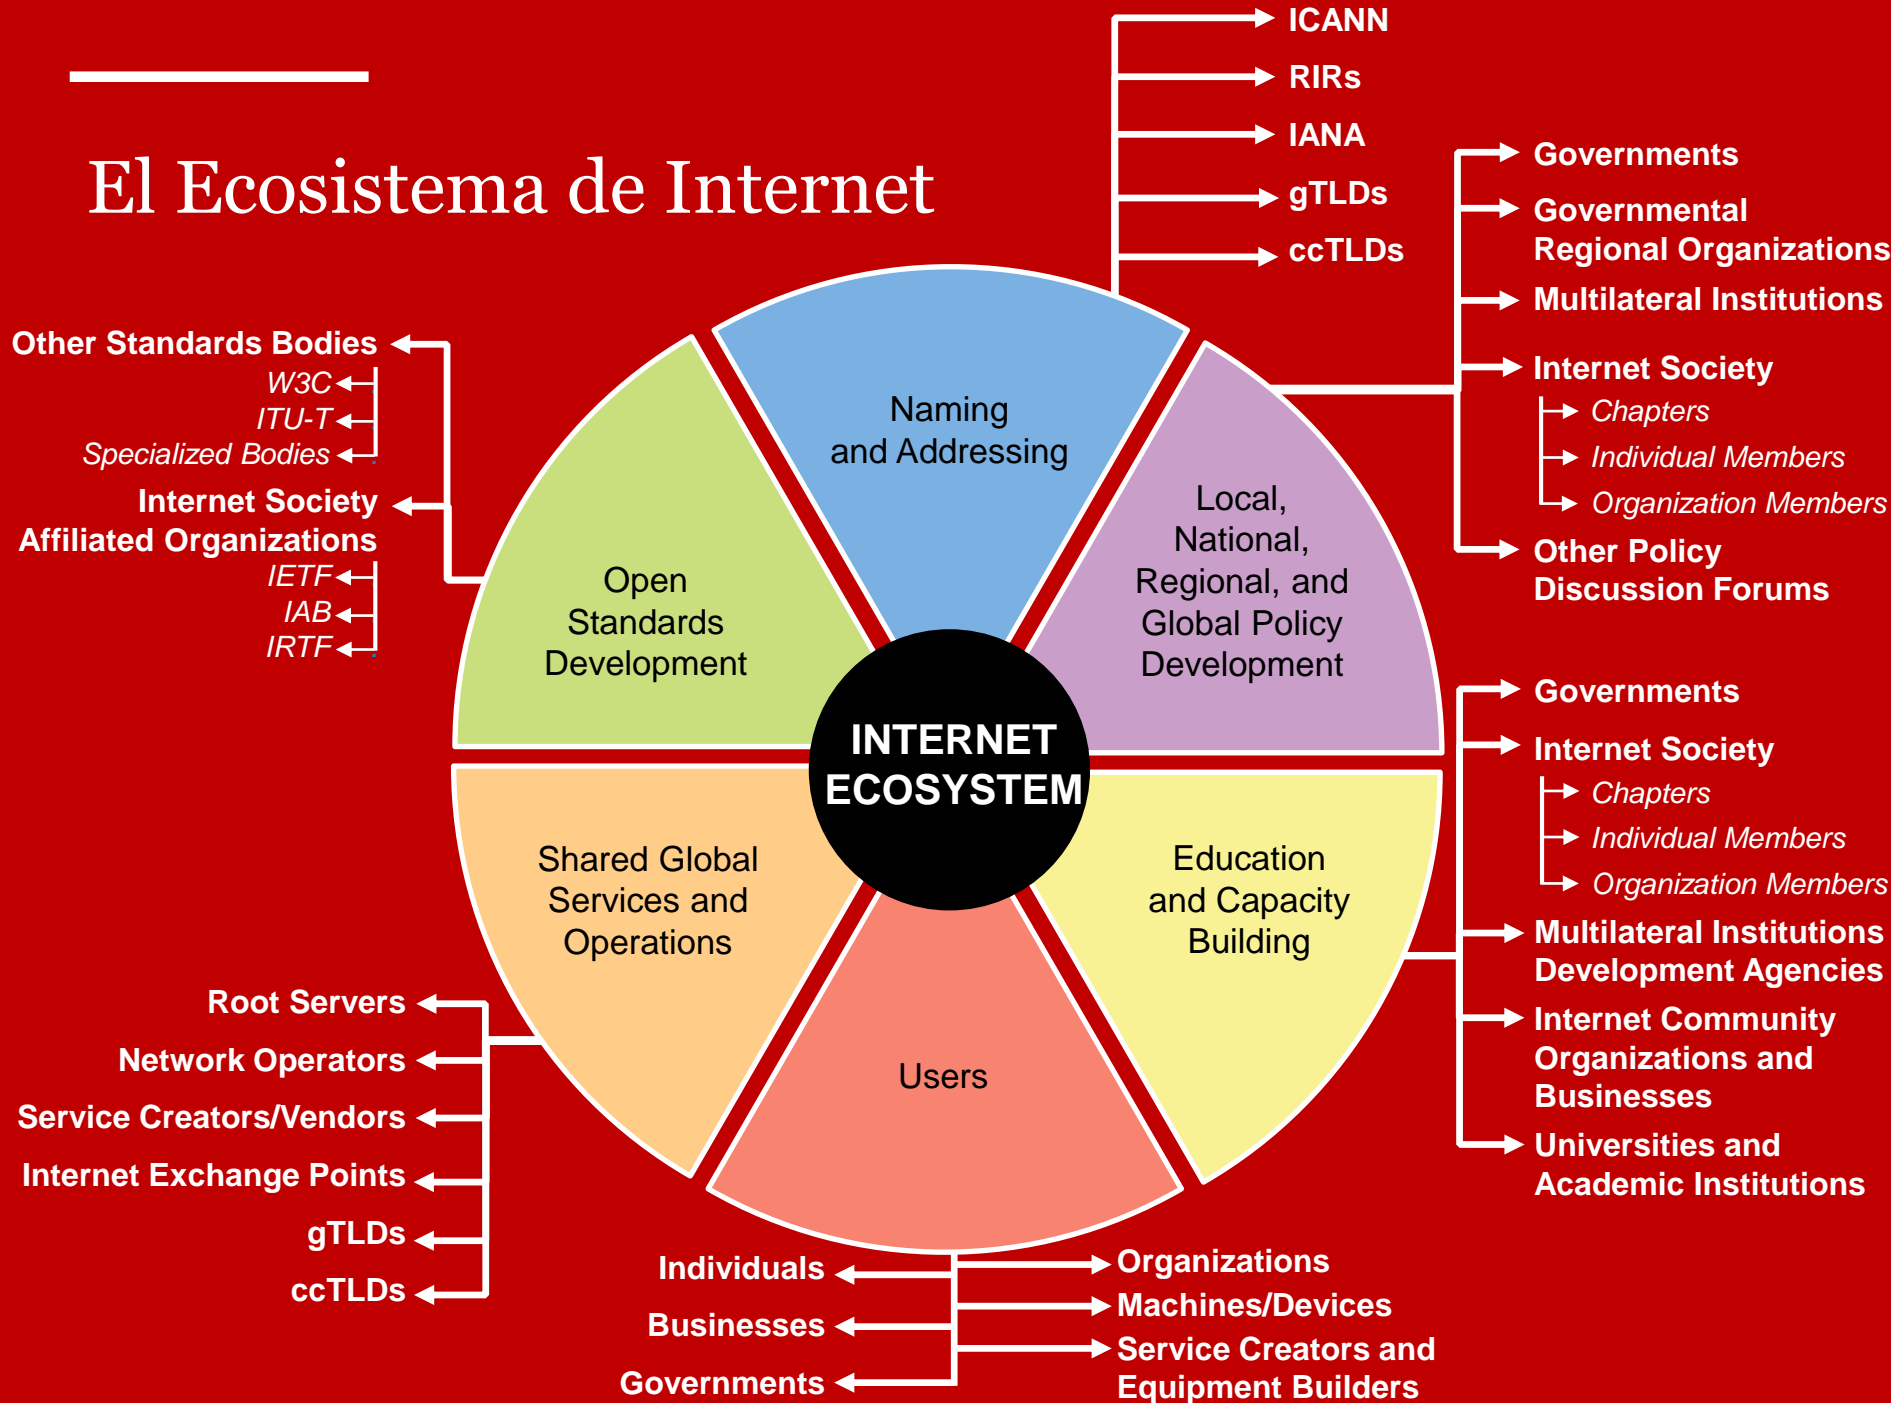 El Ecosistema de Internet
ICANN
RIRs
IANA
gTLDs
ccTLDs
Governments
Governmental
Regional Organizations
Multilateral Institutions
Internet Society
Chapters
Individual Members
Organization Members
Other Policy
Discussion Forums
Other Standards Bodies
W3C
ITU-T
Specialized Bodies
Internet Society
Affiliated Organizations
IETF
IAB
IRTF
Naming
and Addressing
Local,
National,
Regional, and
Global Policy
Development
Open
Standards
Development
INTERNET
ECOSYSTEM
Shared Global
Services and
Operations
Education
and Capacity
Building
Users
Governments
Internet Society
Chapters
Individual Members
Organization Members
Multilateral Institutions
Development Agencies
Internet Community
Organizations and
Businesses
Universities and
Academic Institutions
Root Servers
Network Operators
Service Creators/Vendors
Internet Exchange Points
gTLDs
ccTLDs
Individuals
Businesses
Governments
Organizations
Machines/Devices
Service Creators and
Equipment Builders